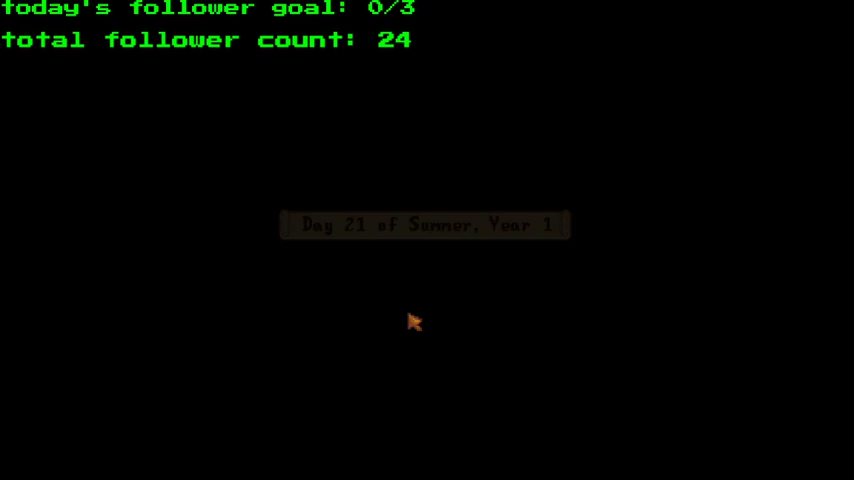 today's follower goal: 0/3
total follower count: 24
Day 21 of Summer, Year 1